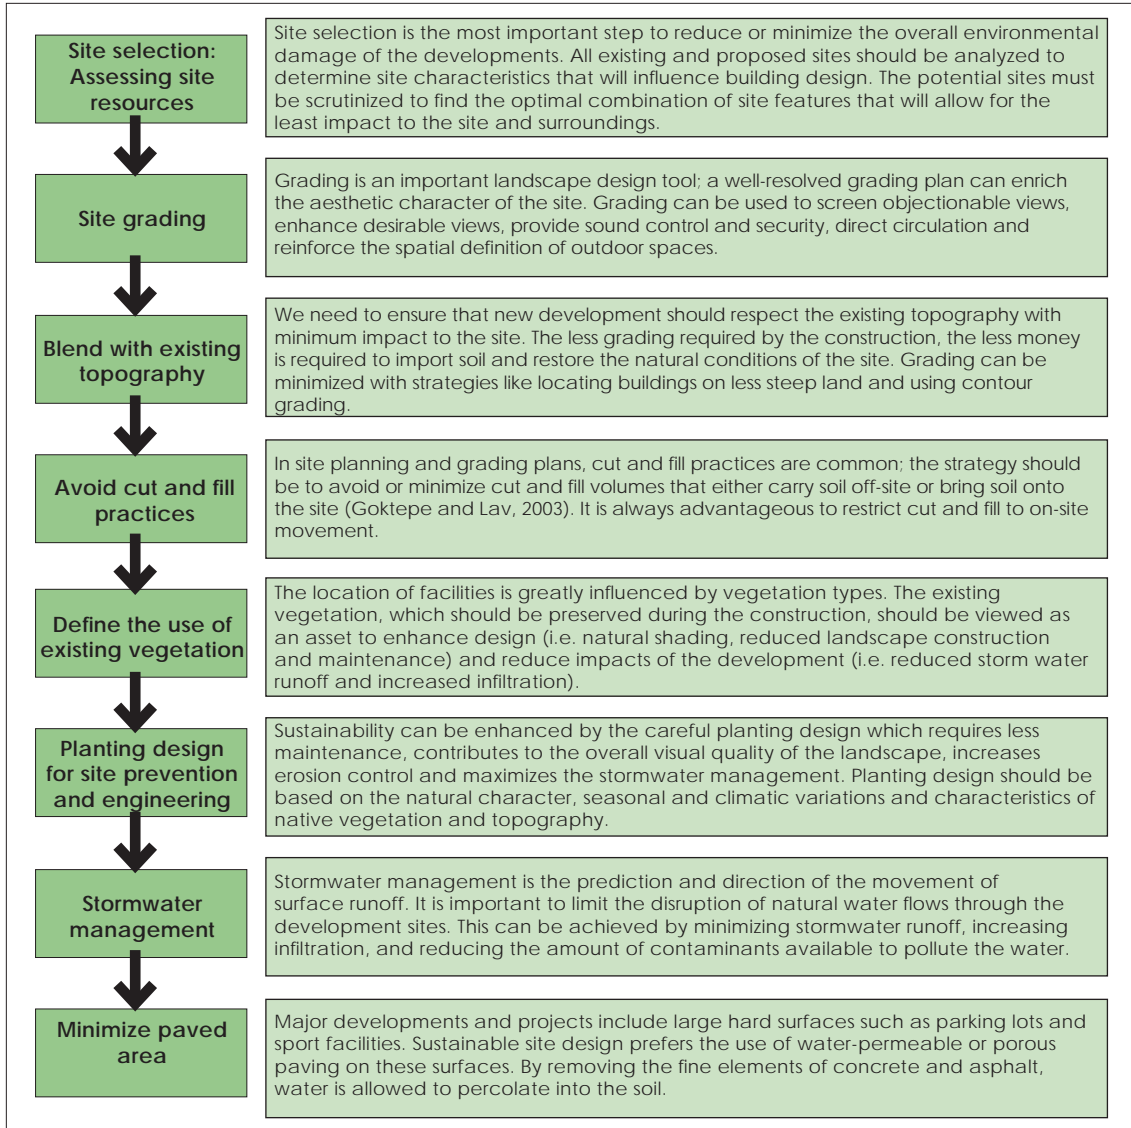 Site selection:
Assessing site
resources
Site selection is the most important step to reduce or minimize the overall environmental
damage of the developments. All existing and proposed sites should be analyzed to
determine site characteristics that will influence building design. The potential sites must
be scrutinized to find the optimal combination of site features that will allow for the
least impact to the site and surroundings.
Site grading
Grading is an important landscape design tool; a well-resolved grading plan can enrich
the aesthetic character of the site. Grading can be used to screen objectionable views,
enhance desirable views, provide sound control and security, direct circulation and
reinforce the spatial definition of outdoor spaces.
Blend with existing
topography
We need to ensure that new development should respect the existing topography with
minimum impact to the site. The less grading required by the construction, the less money
is required to import soil and restore the natural conditions of the site. Grading can be
minimized with strategies like locating buildings on less steep land and using contour
grading.
Avoid cut and fill
practices
In site planning and grading plans, cut and fill practices are common; the strategy should
be to avoid or minimize cut and fill volumes that either carry soil off-site or bring soil onto
the site (Goktepe and Lav, 2003). It is always advantageous to restrict cut and fill to on-site
movement.
Define the use of
existing vegetation
The location of facilities is greatly influenced by vegetation types. The existing
vegetation, which should be preserved during the construction, should be viewed as
an asset to enhance design (i.e. natural shading, reduced landscape construction
and maintenance) and reduce impacts of the development (i.e. reduced storm water
runoff and increased infiltration).
Planting design
for site prevention
and engineering
Sustainability can be enhanced by the careful planting design which requires less
maintenance, contributes to the overall visual quality of the landscape, increases
erosion control and maximizes the stormwater management. Planting design should be
based on the natural character, seasonal and climatic variations and characteristics of
native vegetation and topography.
Stormwater
management
Stormwater management is the prediction and direction of the movement of
surface runoff. It is important to limit the disruption of natural water flows through the
development sites. This can be achieved by minimizing stormwater runoff, increasing
infiltration, and reducing the amount of contaminants available to pollute the water.
Minimize paved
area
Major developments and projects include large hard surfaces such as parking lots and
sport facilities. Sustainable site design prefers the use of water-permeable or porous
paving on these surfaces. By removing the fine elements of concrete and asphalt,
water is allowed to percolate into the soil.